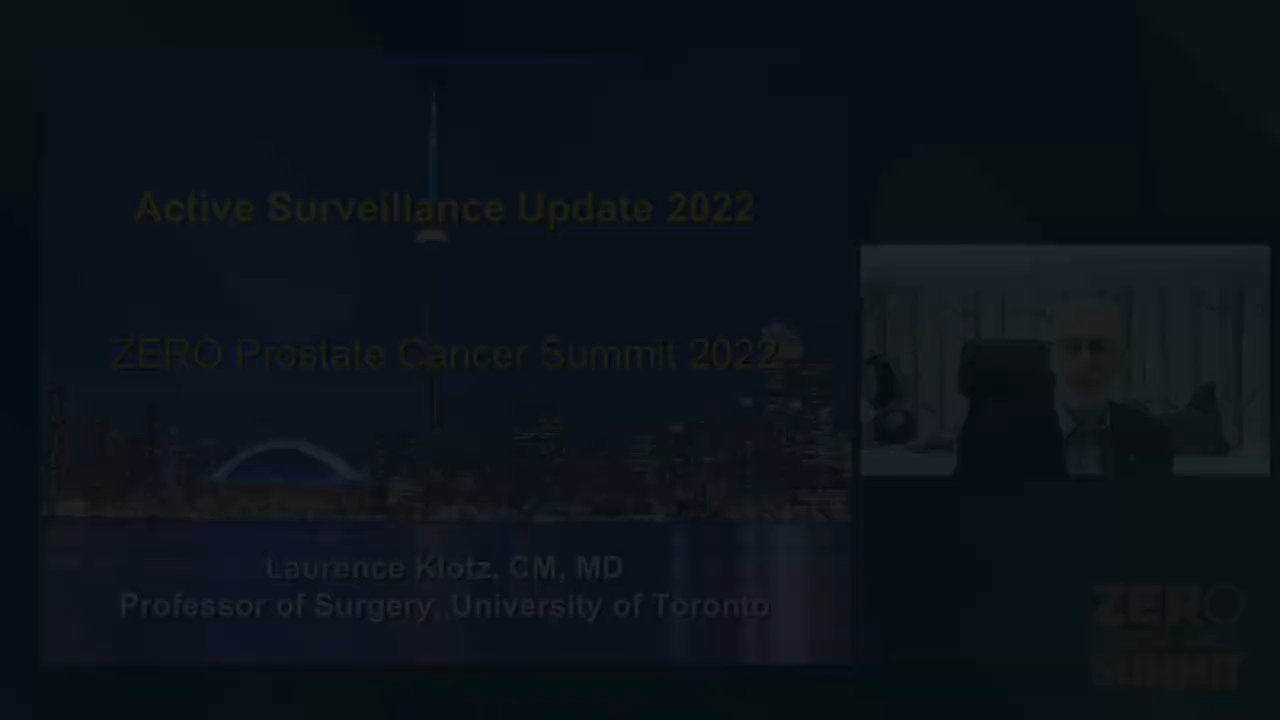 Active Surveillance Update 2022
ZERO Prostate Cancer Summit 2022
Laurence Klotz, CM, MD
Professor of Surgery, University of Toronto
ZERO
SUMMIT